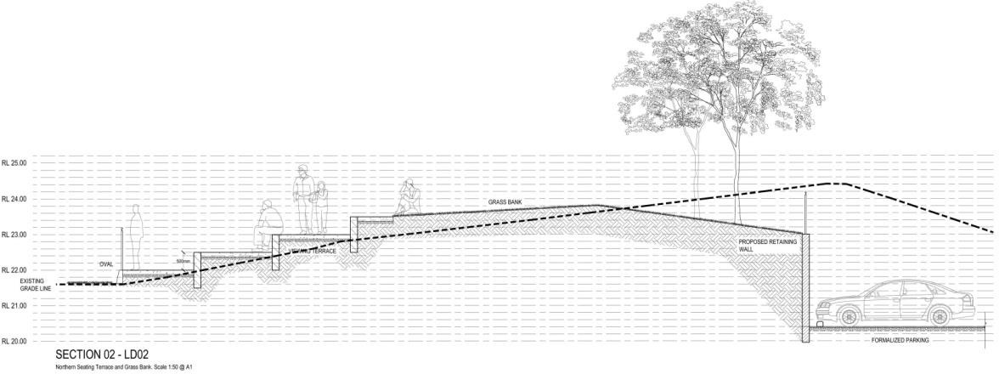 RL 25.00
RL 24.00
GRASS BANK
RL 23.00
PROPOSED RETAINING
WALL
VIEWING TERRACE
500mm
OVAL
RL 22.00
EXISTING
GRADE LINE
RL 21.00
RL 20.00
FORMALIZED PARKING
SECTION 02 - LD02
Northern Seating Terrace and Grass Bank. Scale 1:50 @ A1